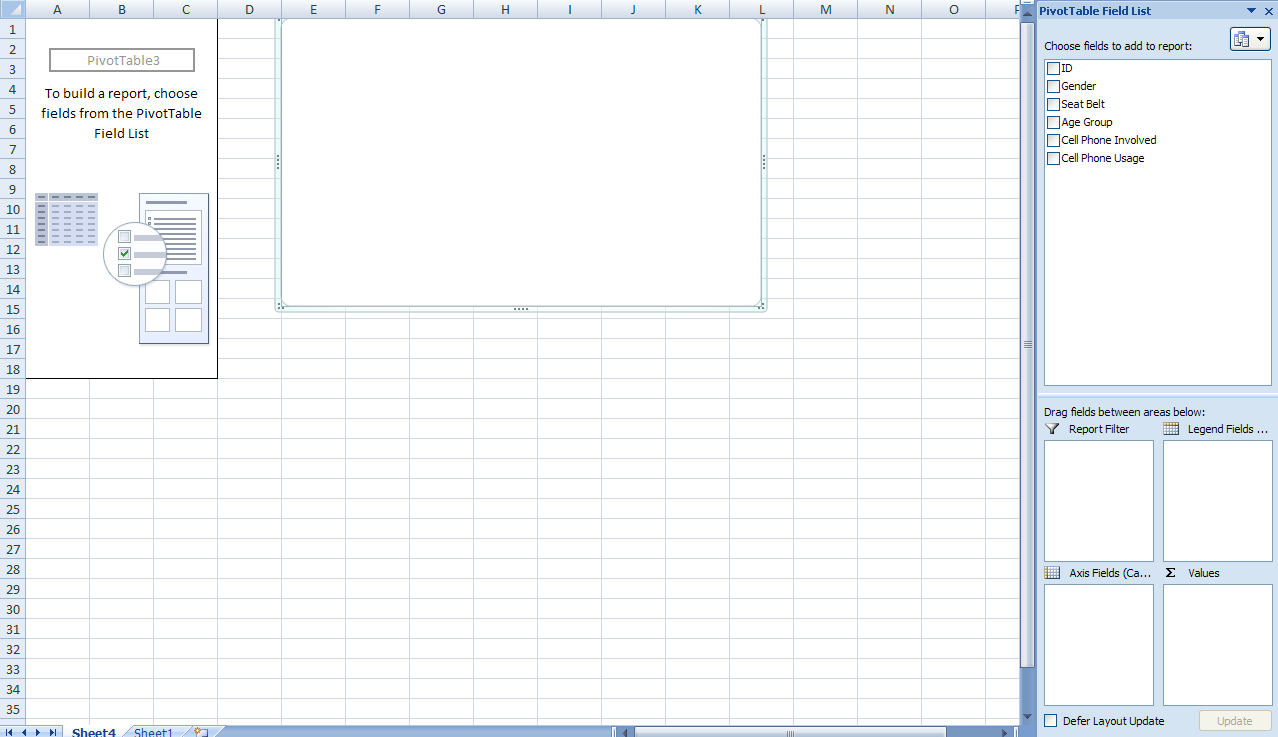 A B C D E F G H I J K L M N O
PivotTable Field List
1
2
3
4
5
6
7
8
9
10
11
12
13
14
15
16
17
18
19
20
21
22
23
24
25
26
27
28
29
30
31
32
33
34
35
PivotTable3
To build a report, choose
fields from the PivotTable
Field List
Choose fields to add to report:
ID
Gender
Seat Belt
Age Group
Cell Phone Involved
Cell Phone Usage
Drag fields between areas below:
Report Filter
Legend Fields ...
Axis Fields (Ca...
Σ Values
Defer Layout Update
Update
Sheet4 Sheet1